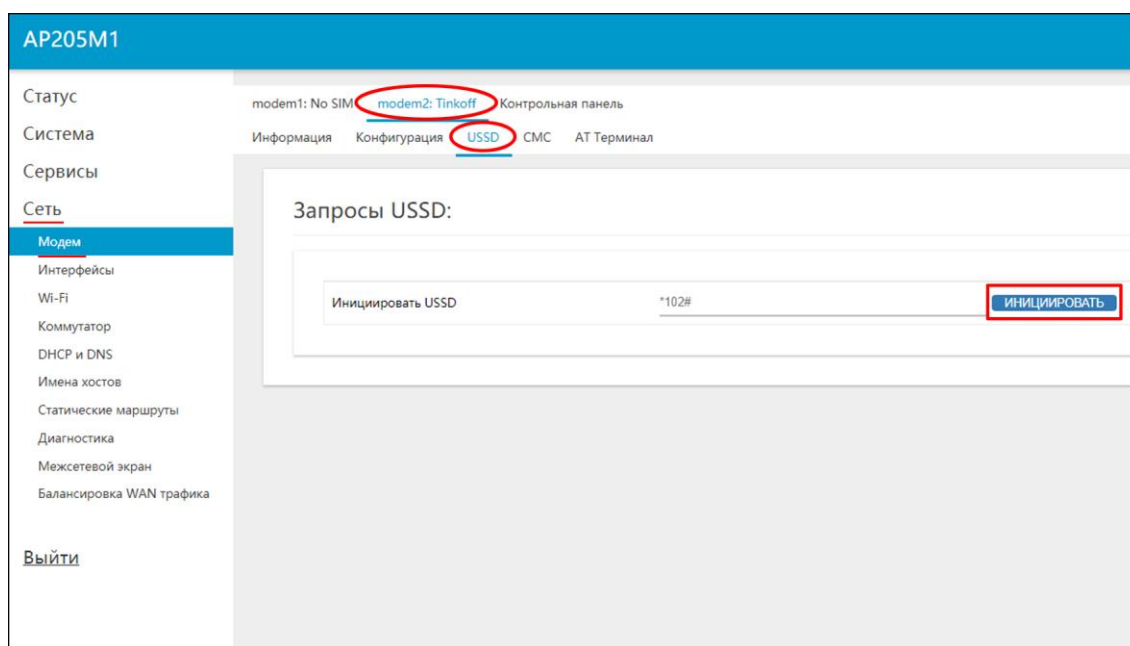 AP205M1
Статус
Система
Сервисы
Сеть
Модем
Интерфейсы
Wi-Fi
Коммутатор
DHCP и DNS
Имена хостов
Статические маршруты
Диагностика
Межсетевой экран
Балансировка WAN трафика
Выйти
modem1: No SIM modem2: Tinkoff Контрольная панель
Информация Конфигурация USSD СМС АТ Терминал
Запросы USSD:
Инициировать USSD *102# ИНИЦИИРОВАТЬ